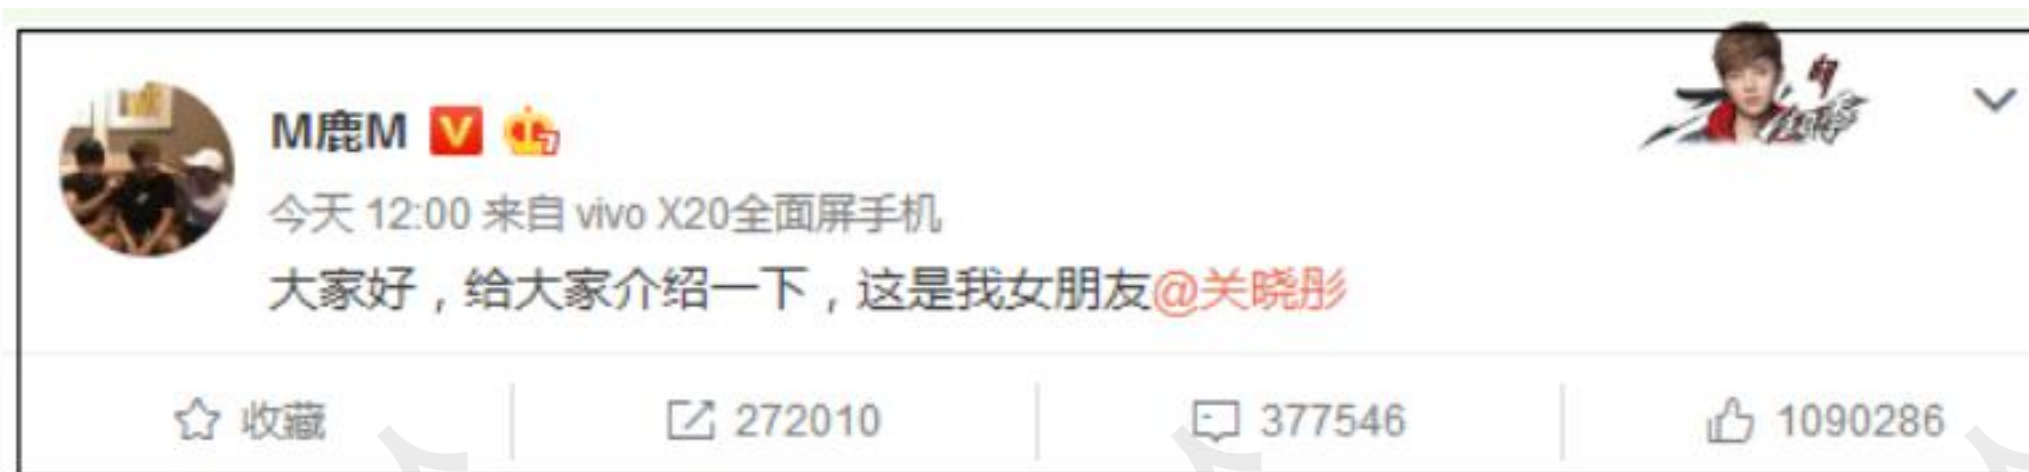 M鹿M
今天 12:00 来自 vivo X20全面屏手机
大家好，给大家介绍一下，这是我女朋友@关晓彤
收藏 272010 377546 1090286